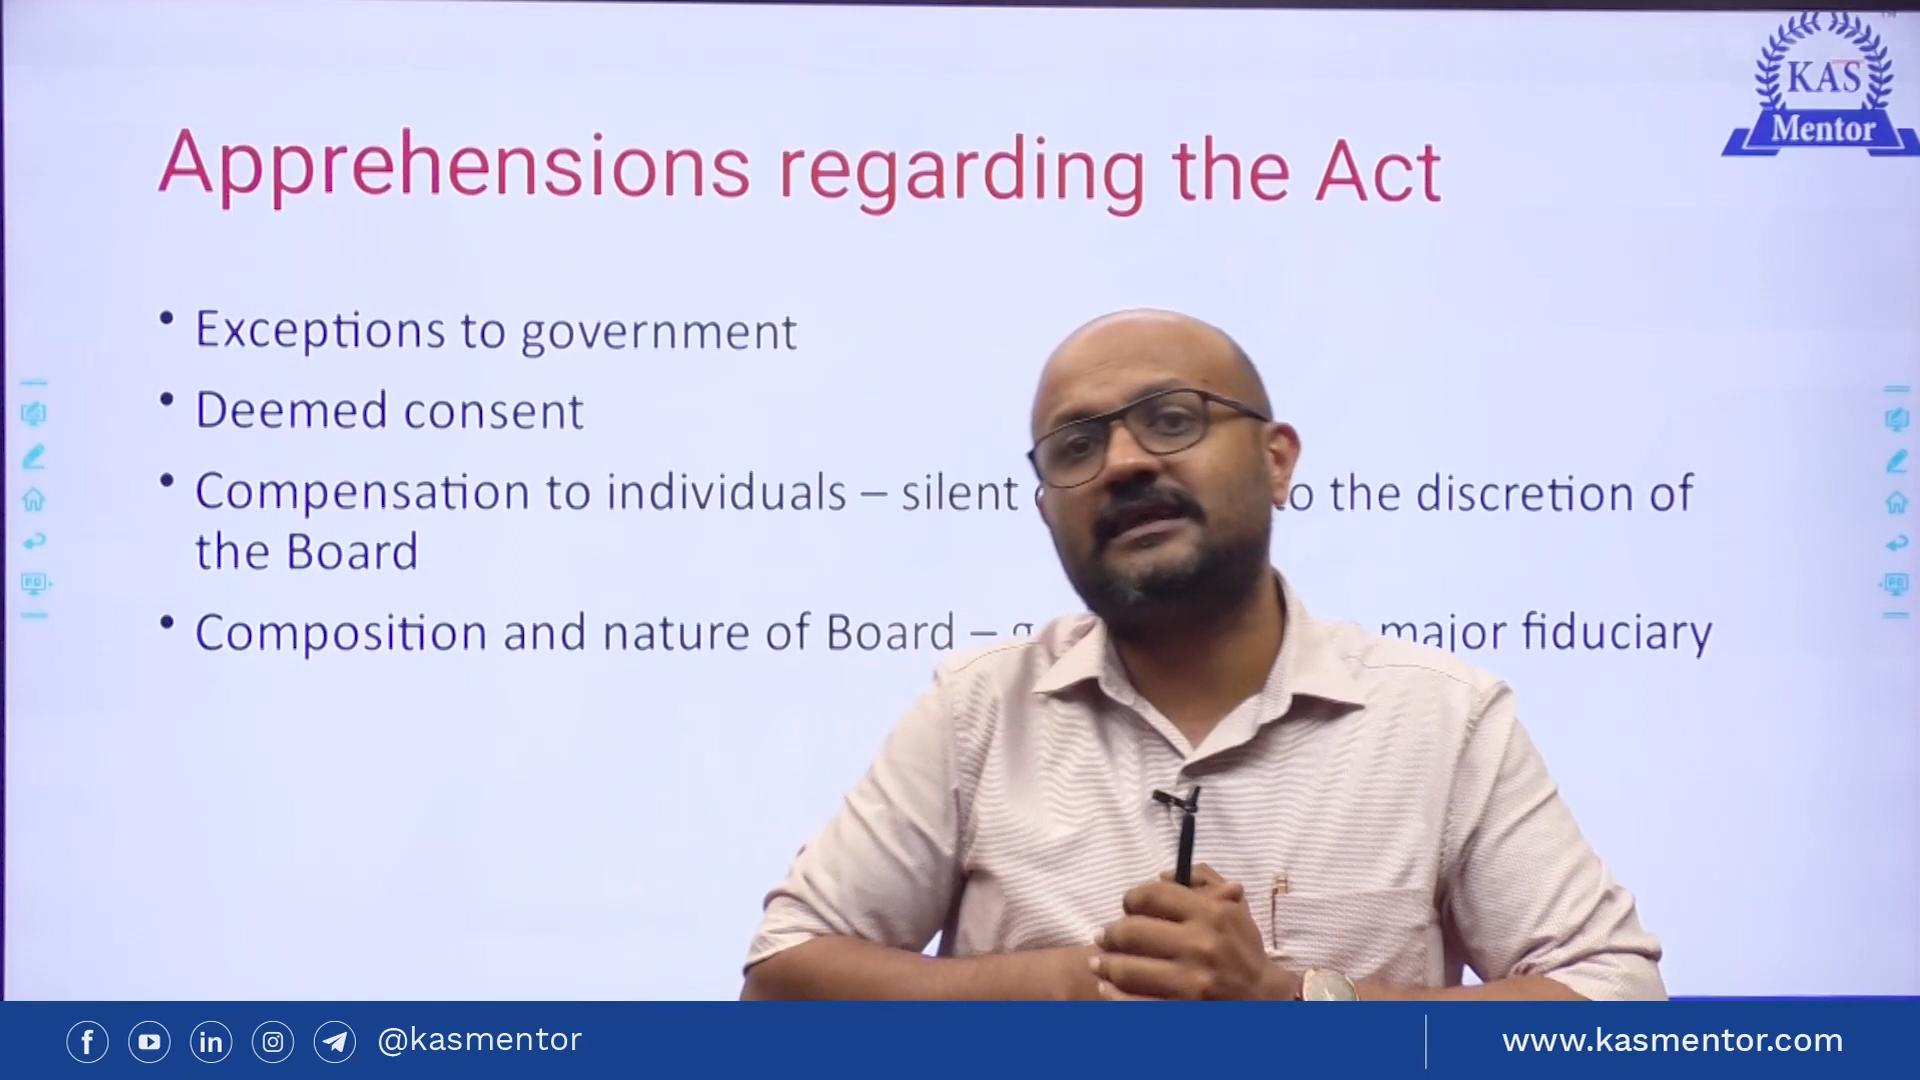 KAS
Mentor
Apprehensions regarding the Act
• Exceptions to government
• Deemed consent
• Compensation to individuals – silent to the discretion of
the Board
• Composition and nature of Board – major fiduciary
@kasmentor
www.kasmentor.com